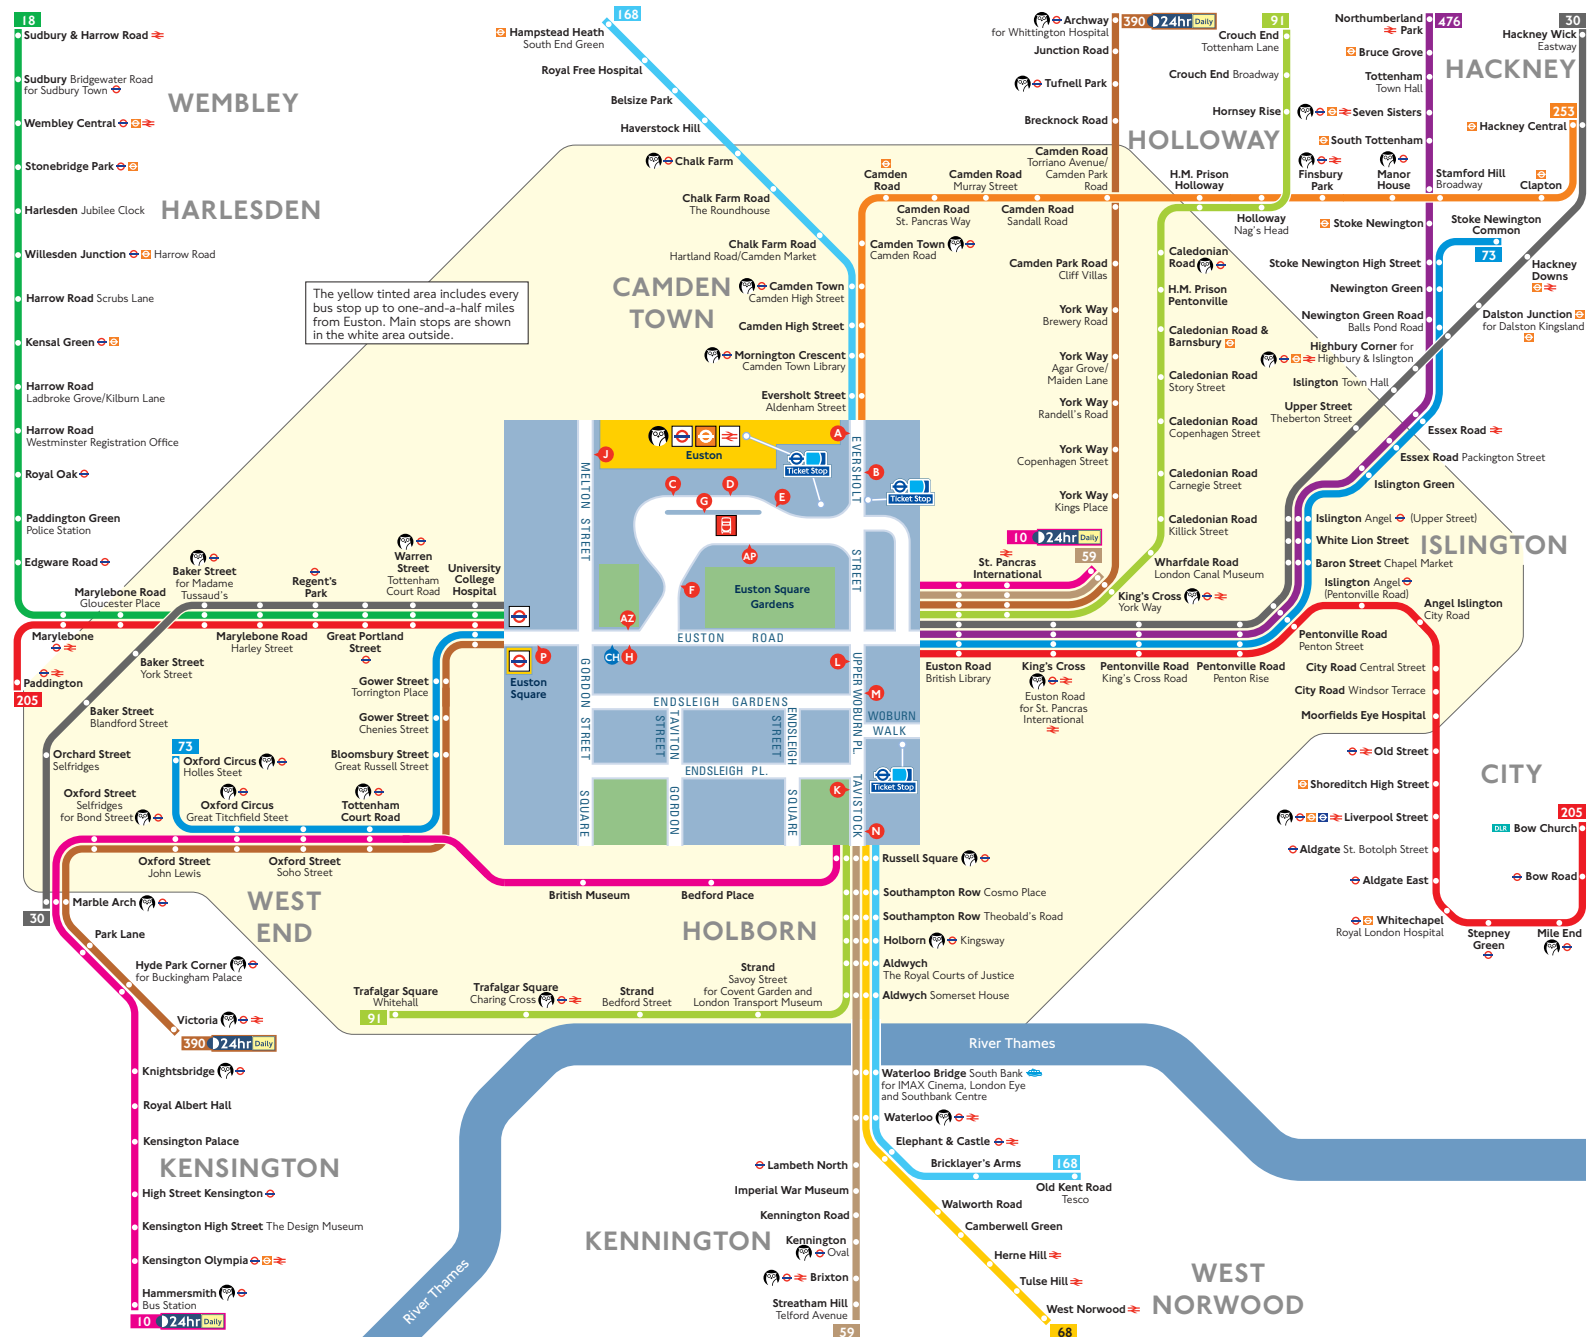 18
Sudbury & Harrow Road
Sudbury Bridgewater Road
for Sudbury Town
Wembley Central
Stonebridge Park
Harlesden Jubilee Clock
Willesden Junction Harrow Road
Harrow Road Scrubs Lane
Kensal Green
Harrow Road
Ladbroke Grove/Kilburn Lane
Harrow Road
Westminster Registration Office
Royal Oak
Paddington Green
Police Station
Edgware Road
WEMBLEY
HARLESDEN
168
Hampstead Heath
South End Green
Royal Free Hospital
Belsize Park
Haverstock Hill
Chalk Farm
Chalk Farm Road
The Roundhouse
Chalk Farm Road
Hartland Road/Camden Market
CAMDEN
TOWN
Camden Town
Camden High Street
Camden High Street
Mornington Crescent
Camden Town Library
Eversholt Street
Aldenham Street
The yellow tinted area includes every
bus stop up to one-and-a-half miles
from Euston. Main stops are shown
in the white area outside.
Archway
for Whittington Hospital
390 24hr Daily
Junction Road
Tufnell Park
Brecknock Road
Camden Road
Torriano Avenue/
Camden Park
Road
Camden
Road
Camden Road
Murray Street
Camden Road
St. Pancras Way
Camden Road
Sandall Road
Camden Town
Camden Road
Camden Park Road
Cliff Villas
York Way
Brewery Road
York Way
Agar Grove/
Maiden Lane
York Way
Randell's Road
York Way
Copenhagen Street
York Way
Kings Place
91
Crouch End
Tottenham Lane
Crouch End Broadway
Hornsey Rise
HOLLOWAY
H.M. Prison
Holloway
Holloway
Nag's Head
Caledonian
Road
H.M. Prison
Pentonville
Caledonian Road &
Barnsbury
Caledonian Road
Story Street
Caledonian Road
Copenhagen Street
Caledonian Road
Carnegie Street
Caledonian Road
Killick Street
Wharfdale Road
London Canal Museum
King's Cross
York Way
Northumberland
Park
476
Bruce Grove
Tottenham
Town Hall
Seven Sisters
South Tottenham
Finsbury
Park
Manor
House
Stamford Hill
Broadway
Clapton
30
Hackney Wick
Eastway
HACKNEY
253
Hackney Central
Stoke Newington
Stoke Newington
Common
73
Stoke Newington High Street
Newington Green
Newington Green Road
Balls Pond Road
Hackney
Downs
Dalston Junction
for Dalston Kingsland
Highbury Corner for
Highbury & Islington
Islington Town Hall
Upper Street
Theberton Street
Essex Road
Essex Road Packington Street
Islington Green
Islington Angel (Upper Street)
White Lion Street
Baron Street Chapel Market
ISLINGTON
Islington Angel
(Pentonville Road)
Angel Islington
City Road
Pentonville Road
Penton Street
City Road Central Street
City Road Windsor Terrace
Moorfields Eye Hospital
Old Street
Shoreditch High Street
CITY
Liverpool Street
Aldgate St. Botolph Street
Aldgate East
Whitechapel
Royal London Hospital
Stepney
Green
Mile End
205
DLR Bow Church
Bow Road
10 24hr Daily
59
St. Pancras
International
Euston Road
British Library
King's Cross
Euston Road
for St. Pancras
International
Pentonville Road
King's Cross Road
Pentonville Road
Penton Rise
Euston
Ticket Stop
Ticket Stop
Ticket Stop
A
B
C
D
E
F
G
H
J
K
L
M
N
P
AP
AZ
CH
MELTON STREET
EVERSHOLT
STREET
Euston Square
Gardens
EUSTON ROAD
Euston
Square
GORDON STREET
ENDSLEIGH GARDENS
TAVITON
STREET
ENDSLEIGH
STREET
UPPER WOBURN PL.
WOBURN
WALK
ENDSLEIGH PL.
SQUARE
GORDON
SQUARE
TAVISTOCK
Marylebone Road
Gloucester Place
Baker Street
for Madame
Tussaud's
Regent's
Park
Warren
Street
Tottenham
Court Road
University
College
Hospital
Marylebone
Marylebone Road
Harley Street
Great Portland
Street
Paddington
205
Baker Street
York Street
Baker Street
Blandford Street
Orchard Street
Selfridges
Gower Street
Torrington Place
Gower Street
Chenies Street
Bloomsbury Street
Great Russell Street
73
Oxford Circus
Holles Steet
Oxford Circus
Great Titchfield Steet
Tottenham
Court Road
Oxford Street
Selfridges
for Bond Street
Oxford Street
John Lewis
Oxford Street
Soho Street
30
Marble Arch
Park Lane
Hyde Park Corner
for Buckingham Palace
Victoria
390 24hr Daily
WEST
END
Knightsbridge
Royal Albert Hall
Kensington Palace
KENSINGTON
High Street Kensington
Kensington High Street The Design Museum
Kensington Olympia
Hammersmith
Bus Station
10 24hr Daily
British Museum
Bedford Place
HOLBORN
Trafalgar Square
Whitehall
91
Trafalgar Square
Charing Cross
Strand
Bedford Street
Strand
Savoy Street
for Covent Garden and
London Transport Museum
Russell Square
Southampton Row Cosmo Place
Southampton Row Theobald's Road
Holborn Kingsway
Aldwych
The Royal Courts of Justice
Aldwych Somerset House
River Thames
River Thames
Waterloo Bridge South Bank
for IMAX Cinema, London Eye
and Southbank Centre
Waterloo
Elephant & Castle
Bricklayer's Arms
168
Old Kent Road
Tesco
Lambeth North
Imperial War Museum
Kennington Road
KENNINGTON
Kennington
Oval
Brixton
Streatham Hill
Telford Avenue
59
Walworth Road
Camberwell Green
Herne Hill
Tulse Hill
West Norwood
68
WEST
NORWOOD